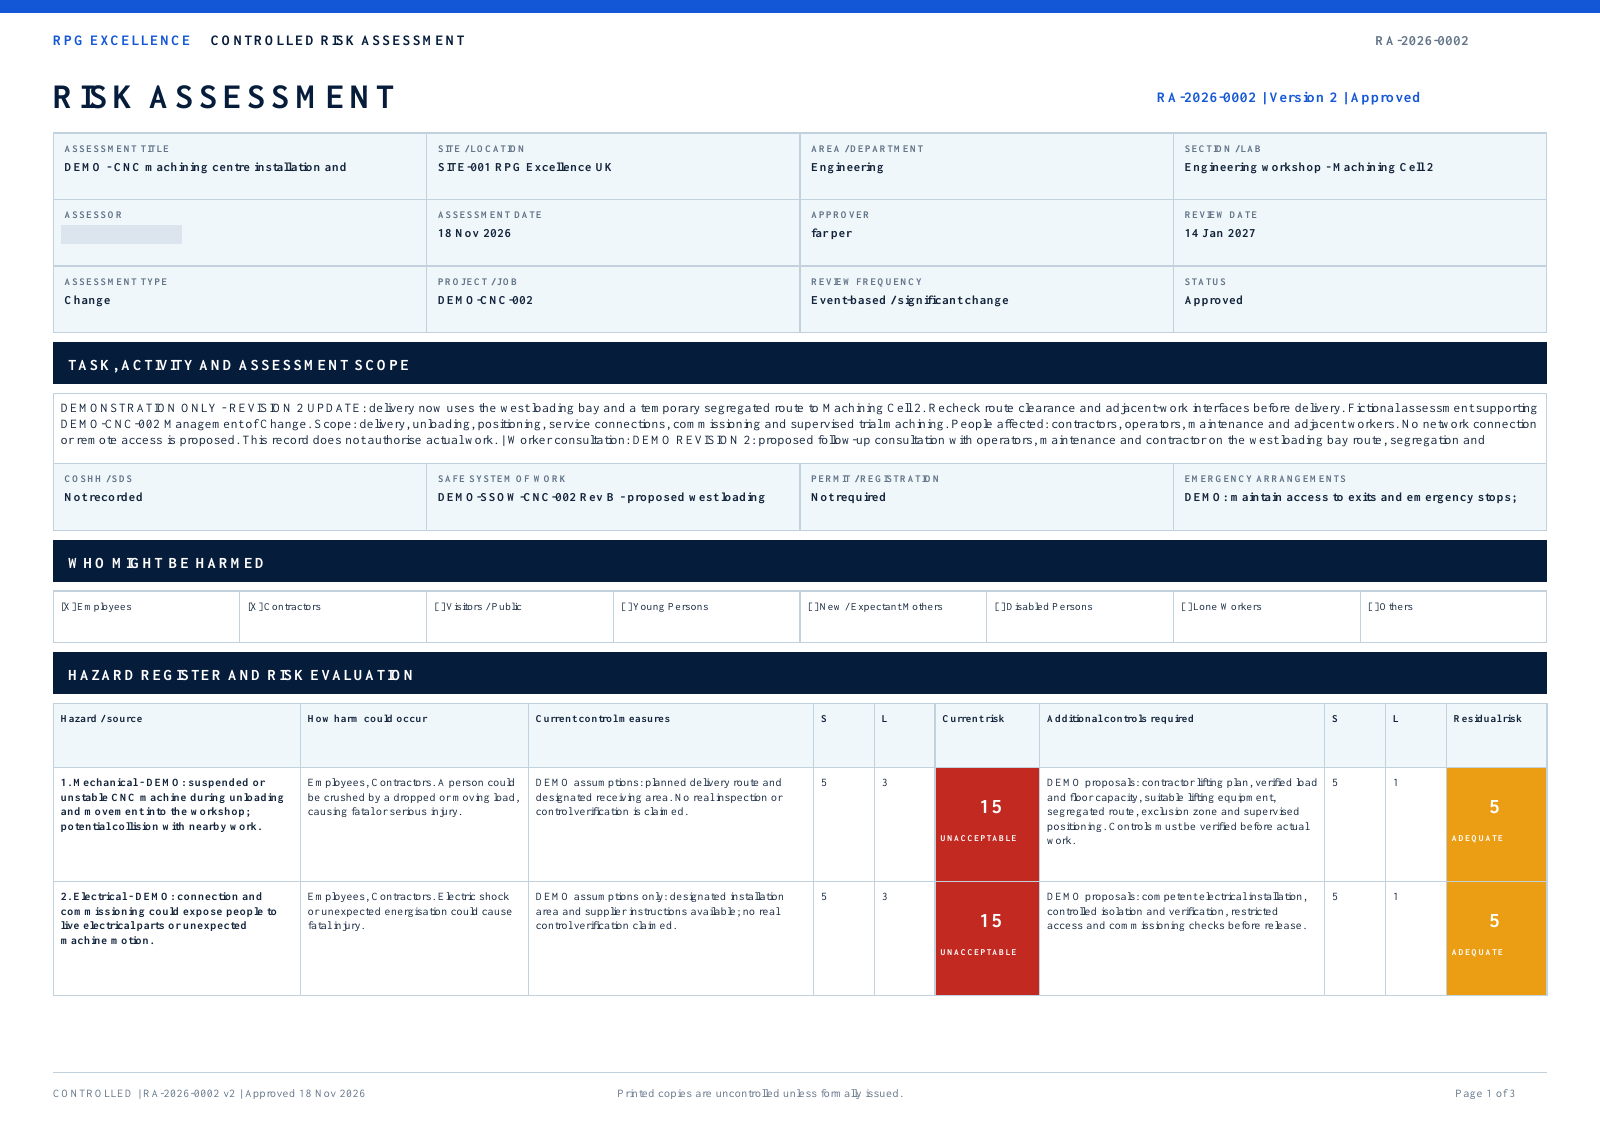 RPG EXCELLENCE CONTROLLED RISK ASSESSMENT
RA-2026-0002
RISK ASSESSMENT
RA-2026-0002 | Version 2 | Approved
ASSESSMENT TITLE
DEMO - CNC machining centre installation and
SITE / LOCATION
SITE-001 RPG Excellence UK
AREA / DEPARTMENT
Engineering
SECTION / LAB
Engineering workshop - Machining Cell 2
ASSESSOR
ASSESSMENT DATE
18 Nov 2026
APPROVER
far per
REVIEW DATE
14 Jan 2027
ASSESSMENT TYPE
Change
PROJECT / JOB
DEMO-CNC-002
REVIEW FREQUENCY
Event-based / significant change
STATUS
Approved
TASK, ACTIVITY AND ASSESSMENT SCOPE
DEMONSTRATION ONLY - REVISION 2 UPDATE: delivery now uses the west loading bay and a temporary segregated route to Machining Cell 2. Recheck route clearance and adjacent-work interfaces before delivery. Fictional assessment supporting
DEMO-CNC-002 Management of Change. Scope: delivery, unloading, positioning, service connections, commissioning and supervised trial machining. People affected: contractors, operators, maintenance and adjacent workers. No network connection
or remote access is proposed. This record does not authorise actual work. | Worker consultation: DEMO REVISION 2: proposed follow-up consultation with operators, maintenance and contractor on the west loading bay route, segregation and
COSHH / SDS
Not recorded
SAFE SYSTEM OF WORK
DEMO-SSOW-CNC-002 Rev B - proposed west loading
PERMIT / REGISTRATION
Not required
EMERGENCY ARRANGEMENTS
DEMO: maintain access to exits and emergency stops;
WHO MIGHT BE HARMED
[X] Employees
[X] Contractors
[ ] Visitors / Public
[ ] Young Persons
[ ] New / Expectant Mothers
[ ] Disabled Persons
[ ] Lone Workers
[ ] Others
HAZARD REGISTER AND RISK EVALUATION
Hazard / source
How harm could occur
Current control measures
S
L
Current risk
Additional controls required
S
L
Residual risk
1. Mechanical - DEMO: suspended or
unstable CNC machine during unloading
and movement into the workshop;
potential collision with nearby work.
Employees, Contractors. A person could
be crushed by a dropped or moving load,
causing fatal or serious injury.
DEMO assumptions: planned delivery route and
designated receiving area. No real inspection or
control verification is claimed.
5
3
15
UNACCEPTABLE
DEMO proposals: contractor lifting plan, verified load
and floor capacity, suitable lifting equipment,
segregated route, exclusion zone and supervised
positioning. Controls must be verified before actual
work.
5
1
5
ADEQUATE
2. Electrical - DEMO: connection and
commissioning could expose people to
live electrical parts or unexpected
machine motion.
Employees, Contractors. Electric shock
or unexpected energisation could cause
fatal injury.
DEMO assumptions only: designated installation
area and supplier instructions available; no real
control verification claimed.
5
3
15
UNACCEPTABLE
DEMO proposals: competent electrical installation,
controlled isolation and verification, restricted
access and commissioning checks before release.
5
1
5
ADEQUATE
CONTROLLED | RA-2026-0002 v2 | Approved 18 Nov 2026
Printed copies are uncontrolled unless formally issued.
Page 1 of 3